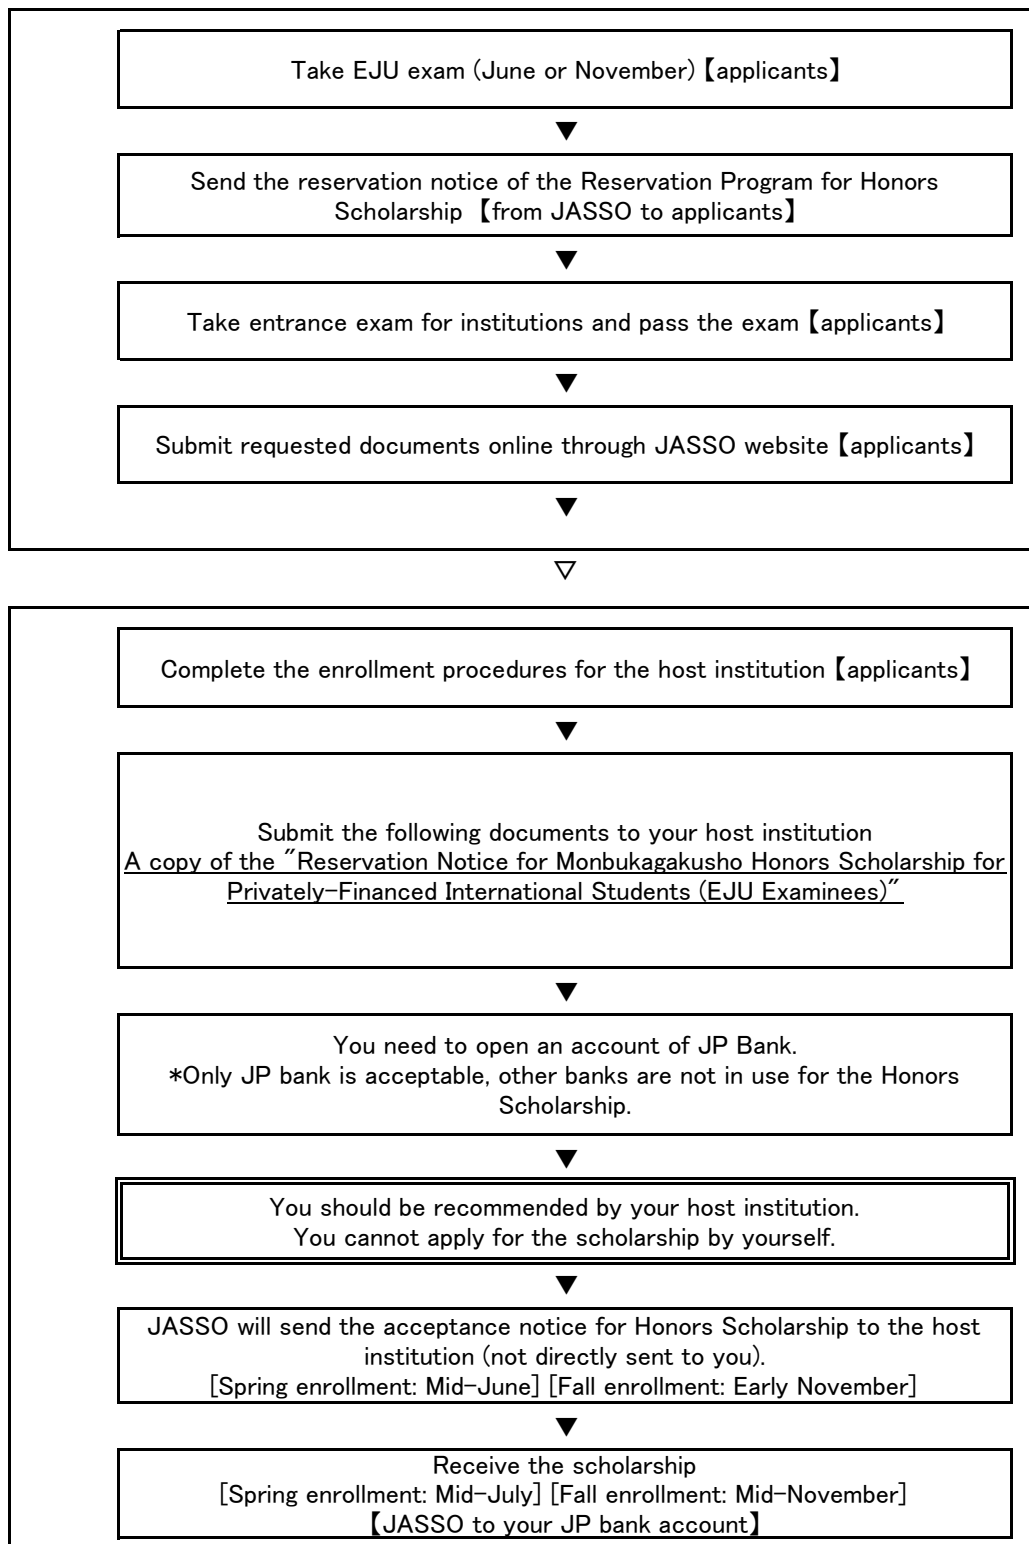 Take EJU exam (June or November)【applicants】
▼
Send the reservation notice of the Reservation Program for Honors
Scholarship 【from JASSO to applicants】
▼
Take entrance exam for institutions and pass the exam【applicants】
▼
Submit requested documents online through JASSO website【applicants】
▼
▽
Complete the enrollment procedures for the host institution【applicants】
▼
Submit the following documents to your host institution
A copy of the "Reservation Notice for Monbukagakusho Honors Scholarship for
Privately-Financed International Students (EJU Examinees)"
▼
You need to open an account of JP Bank.
*Only JP bank is acceptable, other banks are not in use for the Honors
Scholarship.
▼
You should be recommended by your host institution.
You cannot apply for the scholarship by yourself.
▼
JASSO will send the acceptance notice for Honors Scholarship to the host
institution (not directly sent to you).
[Spring enrollment: Mid-June] [Fall enrollment: Early November]
▼
Receive the scholarship
[Spring enrollment: Mid-July] [Fall enrollment: Mid-November]
【JASSO to your JP bank account】